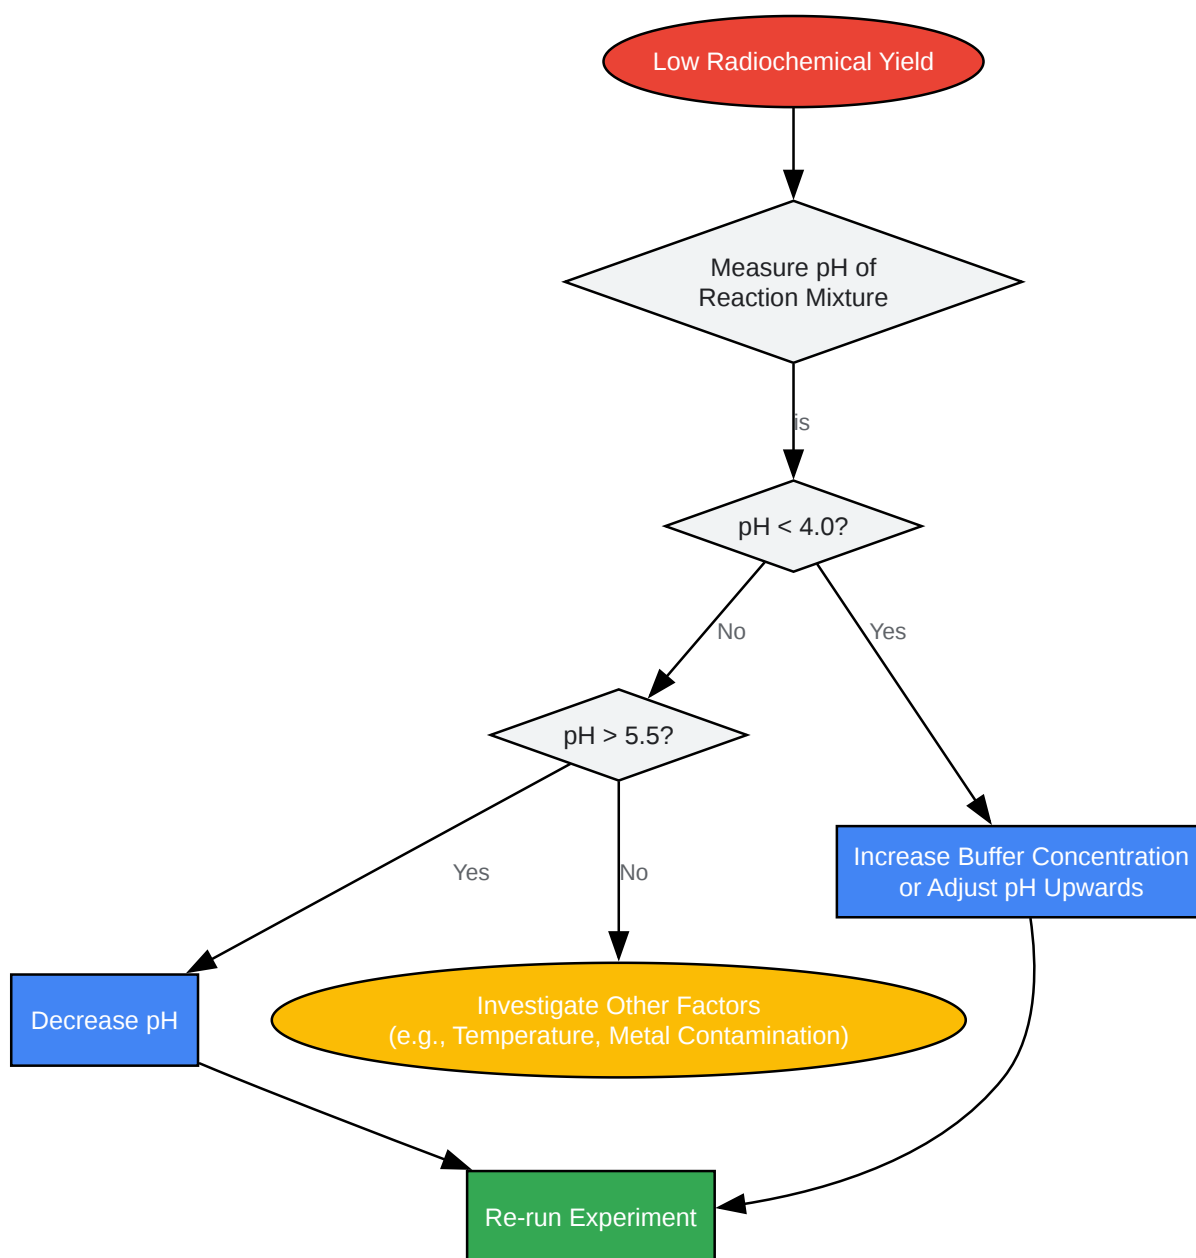 Low Radiochemical Yield
Measure pH of
Reaction Mixture
is
pH < 4.0?
No
Yes
pH > 5.5?
Yes
No
Increase Buffer Concentration
or Adjust pH Upwards
Decrease pH
Investigate Other Factors
(e.g., Temperature, Metal Contamination)
Re-run Experiment